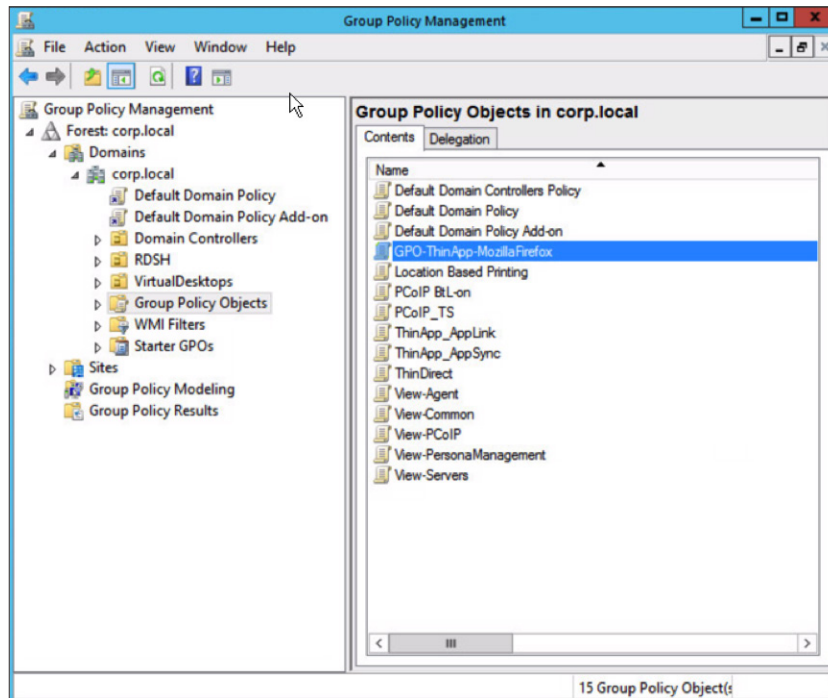 Group Policy Management
File Action View Window Help
Group Policy Management
Forest: corp.local
Domains
corp.local
Default Domain Policy
Default Domain Policy Add-on
Domain Controllers
RDSH
VirtualDesktops
Group Policy Objects
WMI Filters
Starter GPOs
Sites
Group Policy Modeling
Group Policy Results
Group Policy Objects in corp.local
Contents Delegation
Name
Default Domain Controllers Policy
Default Domain Policy
Default Domain Policy Add-on
GPO-ThinApp-MozillaFirefox
Location Based Printing
PCoIP BtL-on
PCoIP_TS
ThinApp_AppLink
ThinApp_AppSync
ThinDirect
View-Agent
View-Common
View-PCoIP
View-PersonaManagement
View-Servers
15 Group Policy Object(s